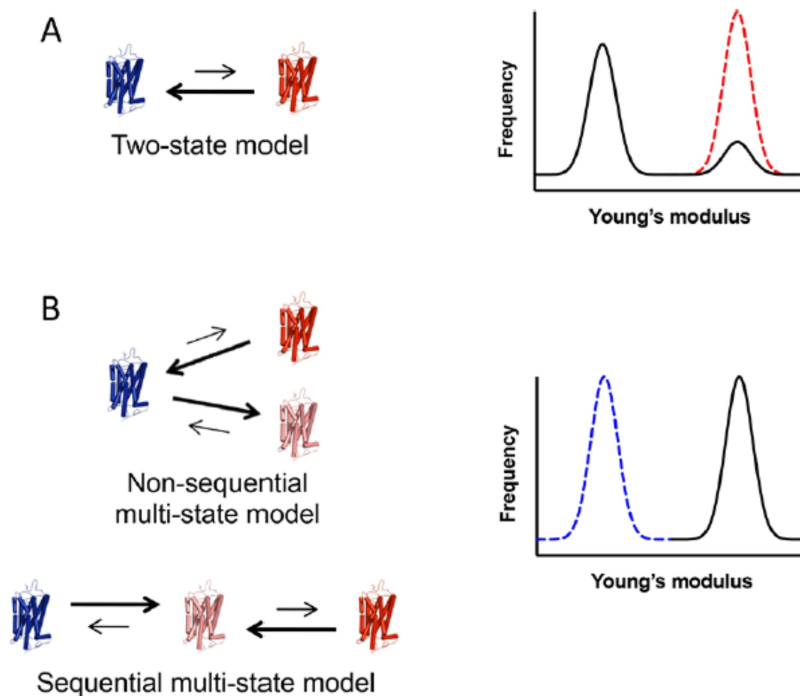 A
Two-state model
Frequency
Young's modulus
B
Non-sequential
multi-state model
Frequency
Young's modulus
Sequential multi-state model